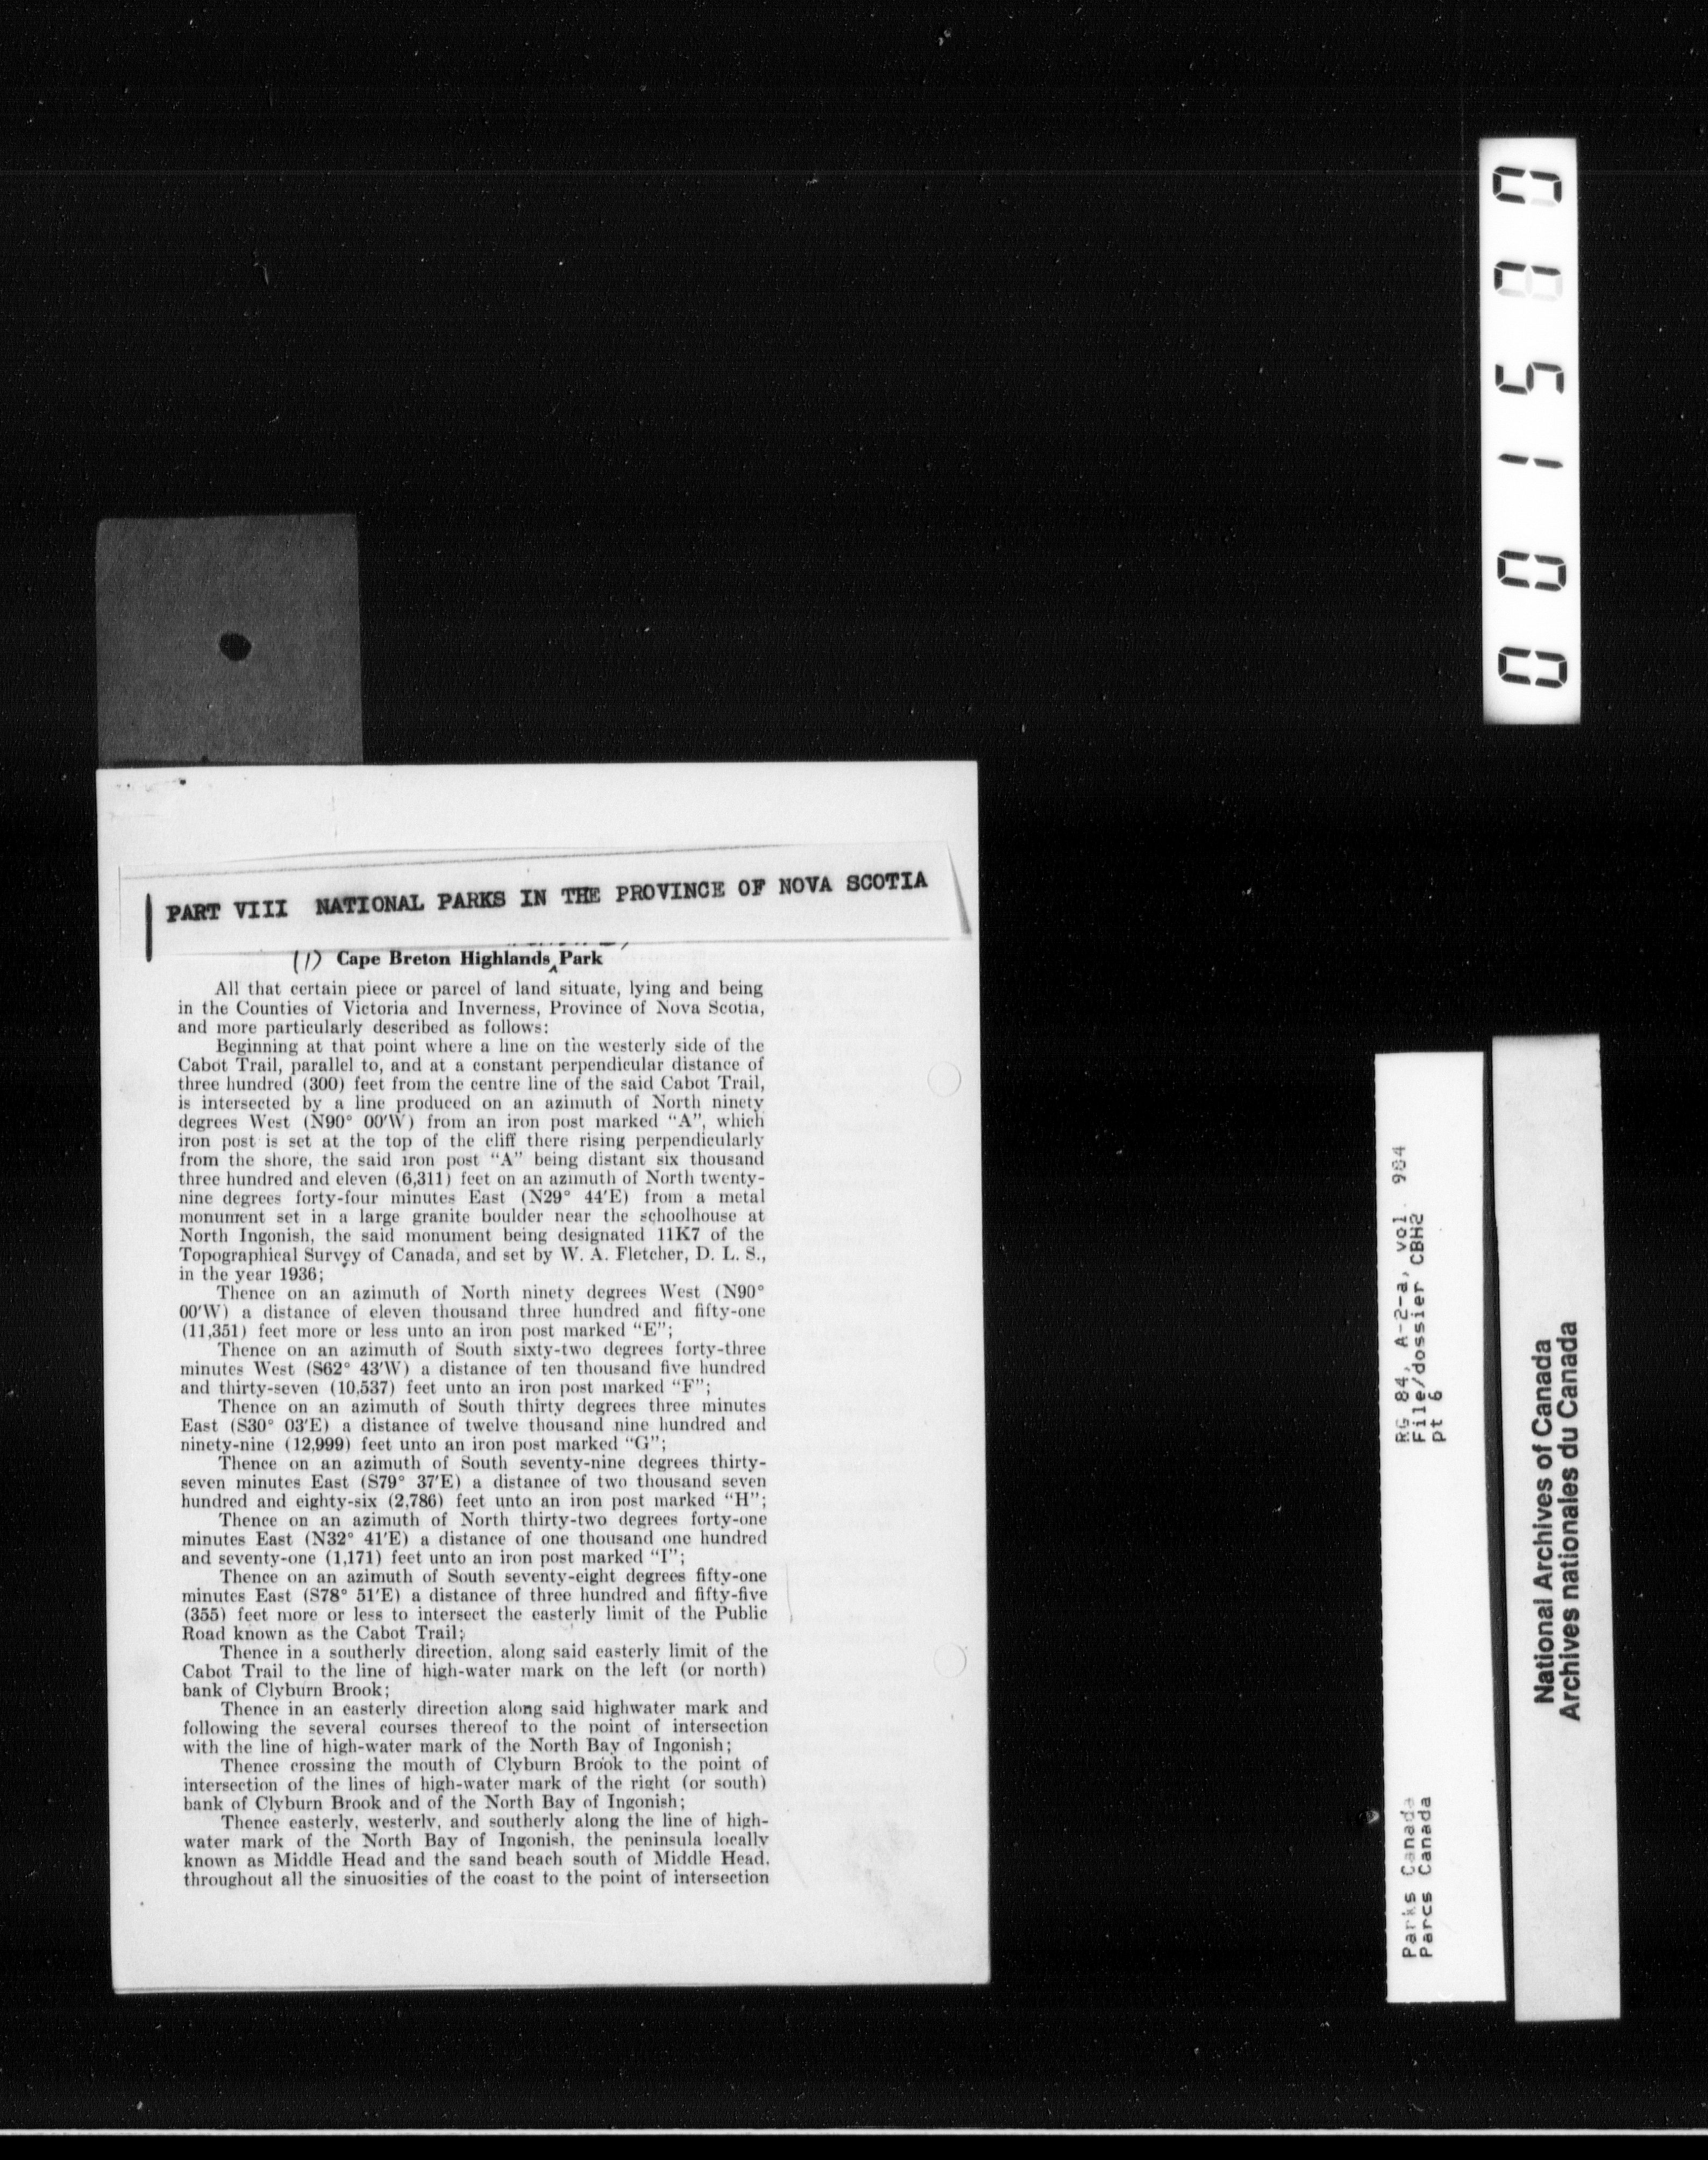 PART VIII NATIONAL PARKS IN THE PROVINCE OF NOVA SCOTIA
(1) Cape Breton Highlands ‸ Park
All that certain piece or parcel of land situate, lying and being
in the Counties of Victoria and Inverness, Province of Nova Scotia,
and more particularly described as follows:
Beginning at that point where a line on the westerly side of the
Cabot Trail, parallel to, and at a constant perpendicular distance of
three hundred (300) feet from the centre line of the said Cabot Trail,
is intersected by a line produced on an azimuth of North ninety
degrees West (N90° 00′W) from an iron post marked “A”, which
iron post is set at the top of the cliff there rising perpendicularly
from the shore, the said iron post “A” being distant six thousand
three hundred and eleven (6,311) feet on an azimuth of North twenty-
nine degrees forty-four minutes East (N29° 44′E) from a metal
monument set in a large granite boulder near the schoolhouse at
North Ingonish, the said monument being designated 11K7 of the
Topographical Survey of Canada, and set by W. A. Fletcher, D. L. S.,
in the year 1936;
Thence on an azimuth of North ninety degrees West (N90°
00′W) a distance of eleven thousand three hundred and fifty-one
(11,351) feet more or less unto an iron post marked “E”;
Thence on an azimuth of South sixty-two degrees forty-three
minutes West (S62° 43′W) a distance of ten thousand five hundred
and thirty-seven (10,537) feet unto an iron post marked “F”;
Thence on an azimuth of South thirty degrees three minutes
East (S30° 03′E) a distance of twelve thousand nine hundred and
ninety-nine (12,999) feet unto an iron post marked “G”;
Thence on an azimuth of South seventy-nine degrees thirty-
seven minutes East (S79° 37′E) a distance of two thousand seven
hundred and eighty-six (2,786) feet unto an iron post marked “H”;
Thence on an azimuth of North thirty-two degrees forty-one
minutes East (N32° 41′E) a distance of one thousand one hundred
and seventy-one (1,171) feet unto an iron post marked “I”;
Thence on an azimuth of South seventy-eight degrees fifty-one
minutes East (S78° 51′E) a distance of three hundred and fifty-five
(355) feet more or less to intersect the easterly limit of the Public
Road known as the Cabot Trail;
Thence in a southerly direction, along said easterly limit of the
Cabot Trail to the line of high-water mark on the left (or north)
bank of Clyburn Brook;
Thence in an easterly direction along said highwater mark and
following the several courses thereof to the point of intersection
with the line of high-water mark of the North Bay of Ingonish;
Thence crossing the mouth of Clyburn Brook to the point of
intersection of the lines of high-water mark of the right (or south)
bank of Clyburn Brook and of the North Bay of Ingonish;
Thence easterly, westerly, and southerly along the line of high-
water mark of the North Bay of Ingonish, the peninsula locally
known as Middle Head and the sand beach south of Middle Head,
throughout all the sinuosities of the coast to the point of intersection
Parks Canada RG 84, A-2-a, vol. 984
Parcs Canada File/dossier CBH2
pt 6
National Archives of Canada
Archives nationales du Canada